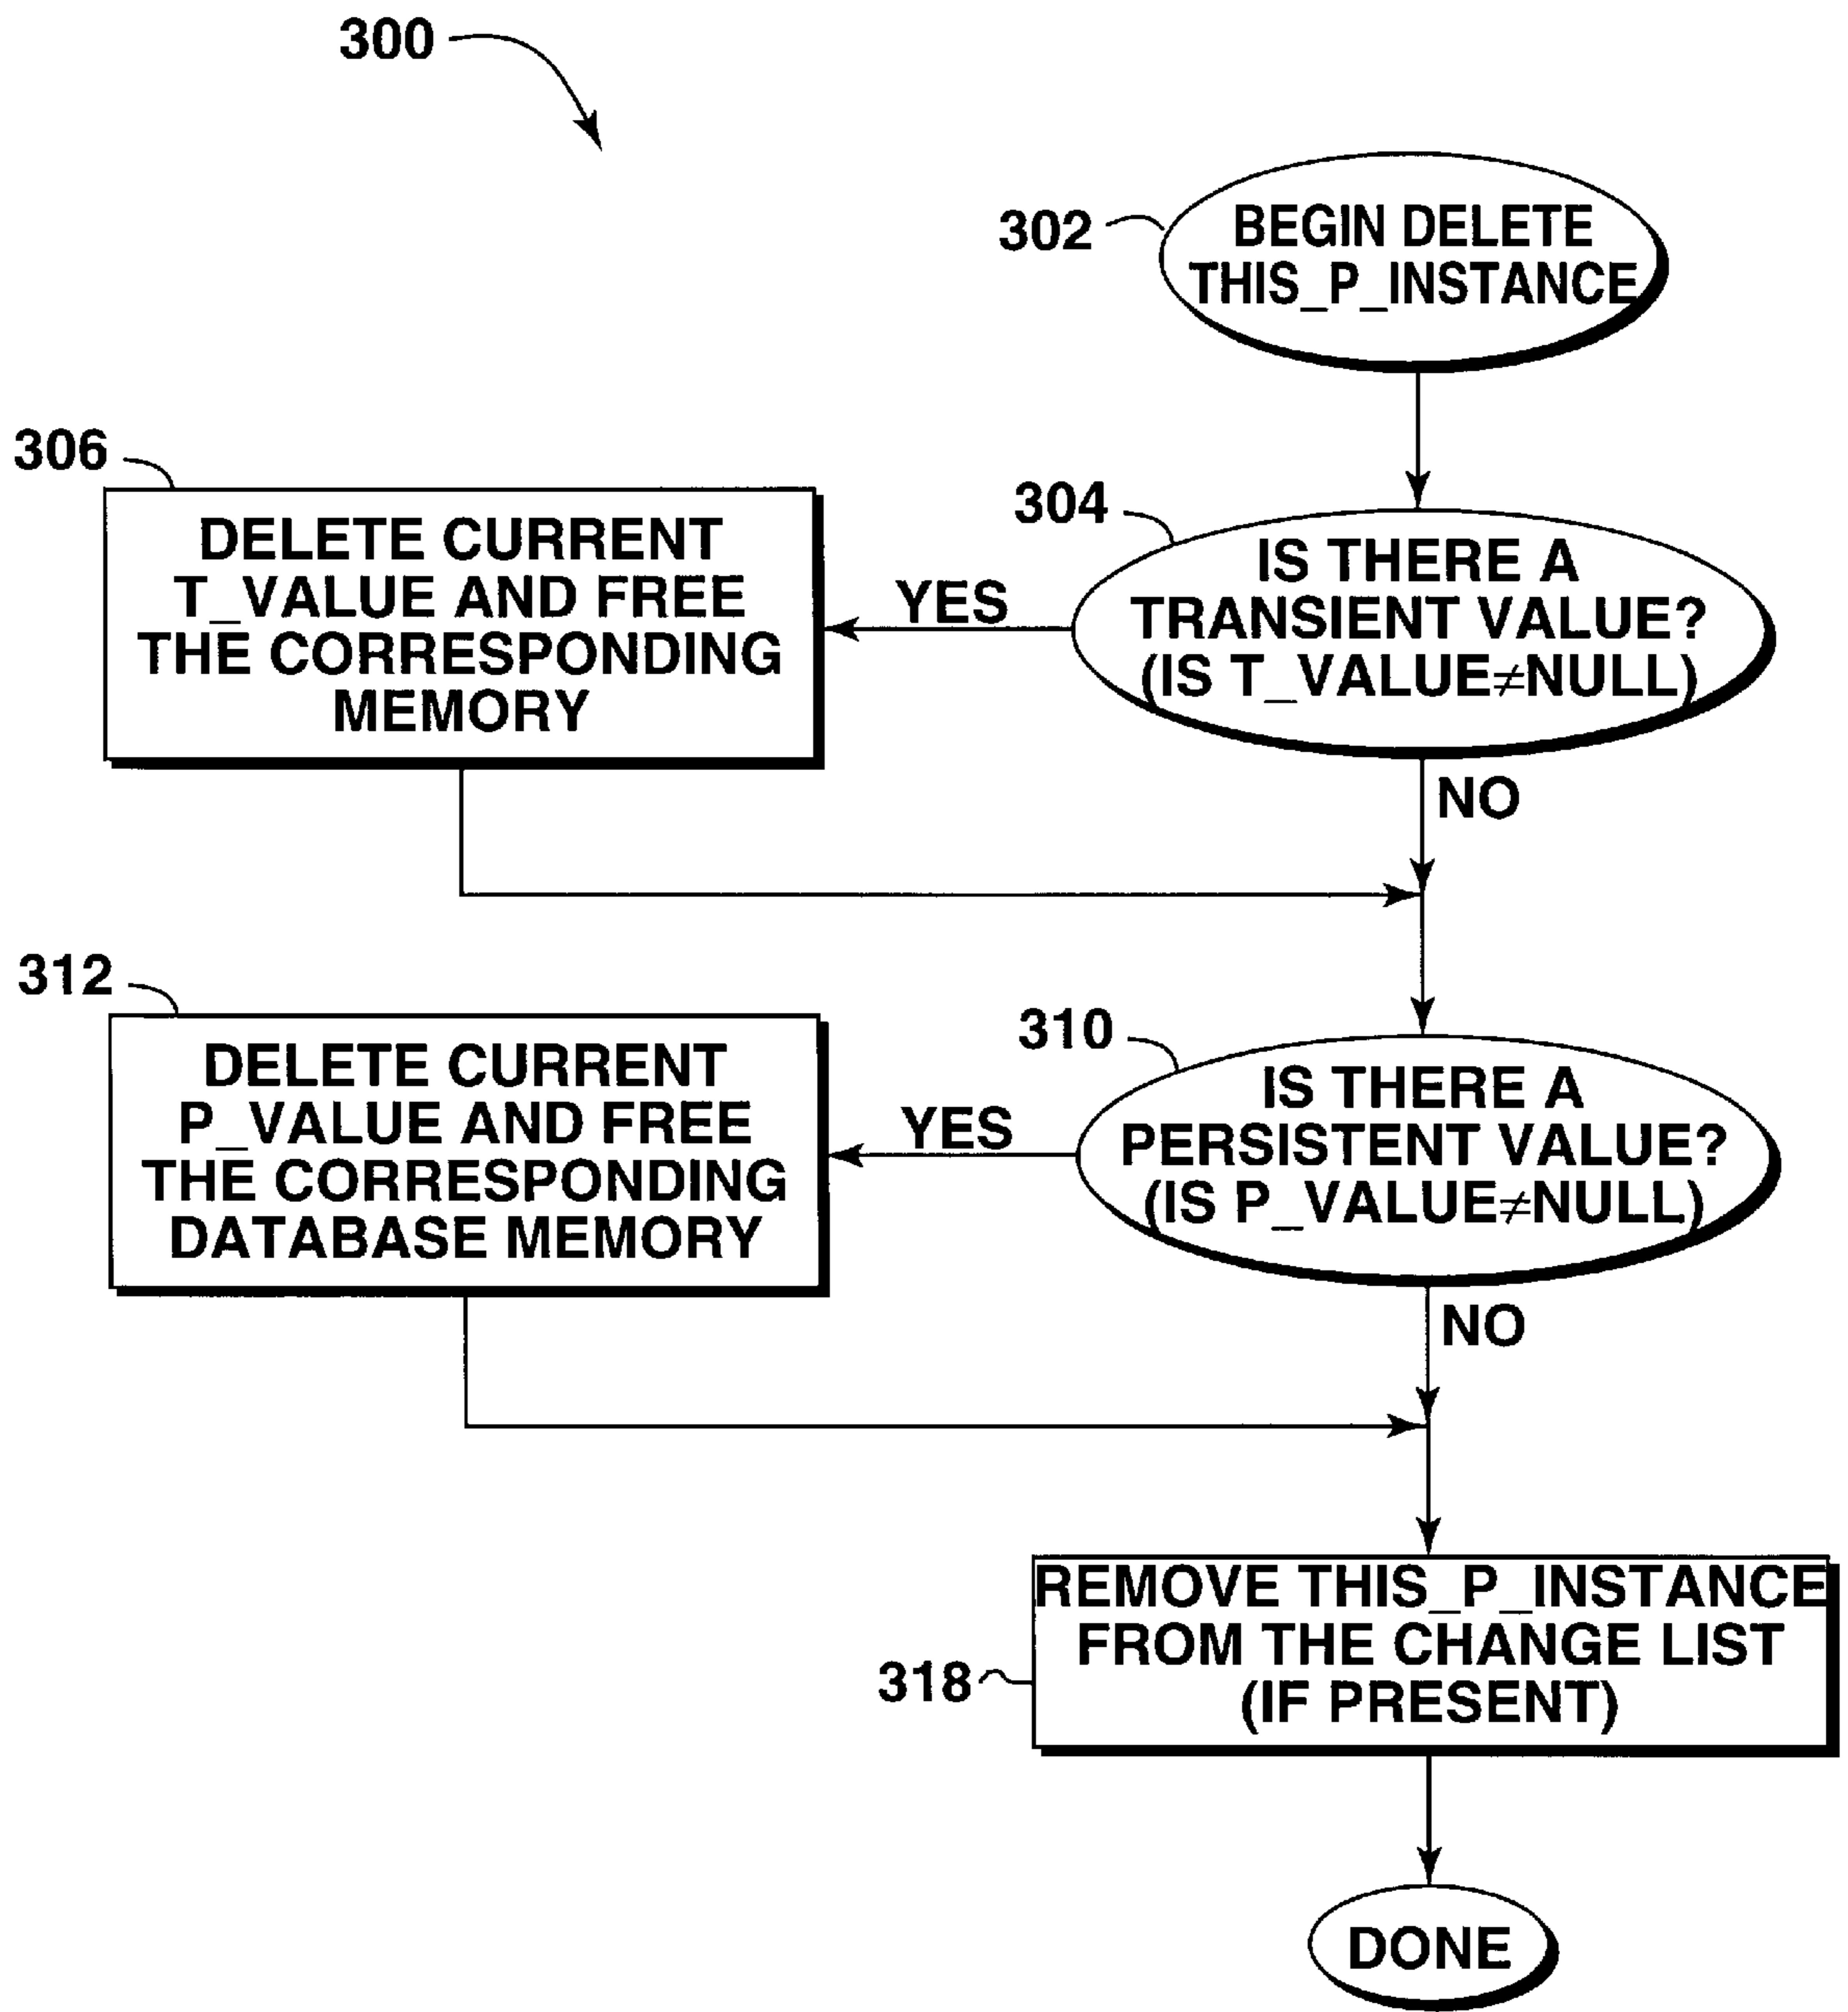 300
302
BEGIN DELETE
THIS_P_INSTANCE
304
IS THERE A
TRANSIENT VALUE?
(IS T_VALUE≠NULL)
YES
306
DELETE CURRENT
T_VALUE AND FREE
THE CORRESPONDING
MEMORY
NO
310
IS THERE A
PERSISTENT VALUE?
(IS P_VALUE≠NULL)
YES
312
DELETE CURRENT
P_VALUE AND FREE
THE CORRESPONDING
DATABASE MEMORY
NO
318
REMOVE THIS_P_INSTANCE
FROM THE CHANGE LIST
(IF PRESENT)
DONE